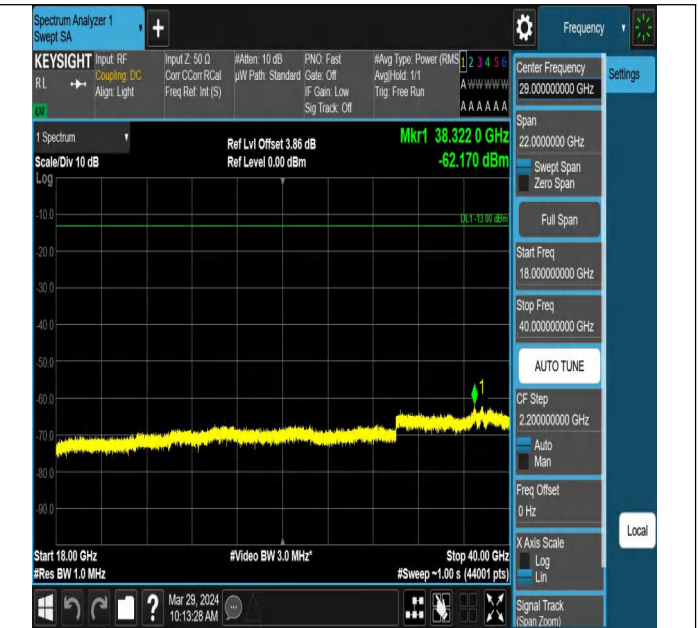 Spectrum Analyzer 1
Swept SA
+
Frequency
KEYSIGHT
RL
Input: RF
Coupling: DC
Align: Light
Input Z: 50 Ω
Corr CCorr RCal
Freq Ref: Int (S)
#Atten: 10 dB
µW Path: Standard
PNO: Fast
Gate: Off
IF Gain: Low
Sig Track: Off
#Avg Type: Power (RMS
Avg|Hold: 1/1
Trig: Free Run
1 2 3 4 5 6
A W W W W W
A A A A A A
1 Spectrum
Scale/Div 10 dB
Log
Ref Lvl Offset 3.86 dB
Ref Level 0.00 dBm
Mkr1 38.322 0 GHz
-62.170 dBm
DL1 -13.00 dBm
-10.0
-20.0
-30.0
-40.0
-50.0
-60.0
-70.0
-80.0
-90.0
1
Start 18.00 GHz
#Res BW 1.0 MHz
#Video BW 3.0 MHz*
Stop 40.00 GHz
#Sweep ~1.00 s (44001 pts)
?
Mar 29, 2024
10:13:28 AM
Center Frequency
29.000000000 GHz
Settings
Span
22.0000000 GHz
Swept Span
Zero Span
Full Span
Start Freq
18.000000000 GHz
Stop Freq
40.000000000 GHz
AUTO TUNE
CF Step
2.200000000 GHz
Auto
Man
Freq Offset
0 Hz
X Axis Scale
Log
Lin
Local
Signal Track
(Span Zoom)